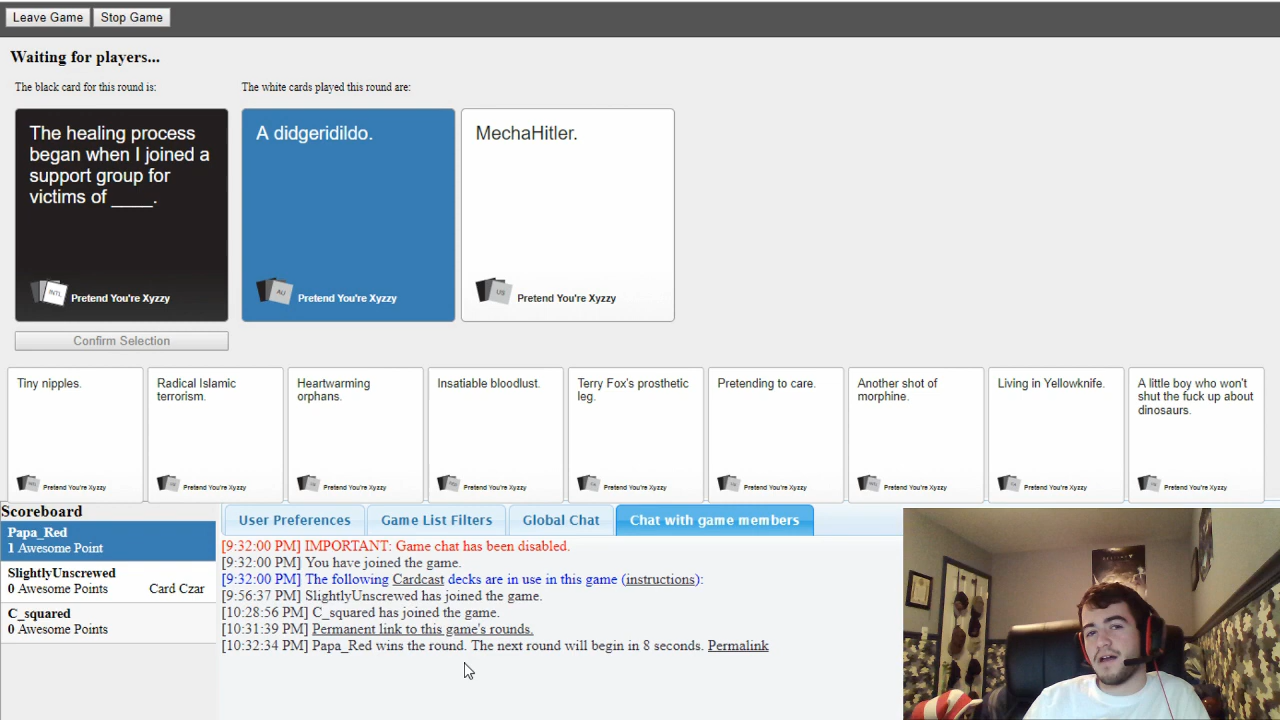 Leave Game Stop Game
Waiting for players...
The black card for this round is:
The white cards played this round are:
The healing process
began when I joined a
support group for
victims of ____.
Pretend You're Xyzzy
A didgeridildo.
AU
Pretend You're Xyzzy
MechaHitler.
US
Pretend You're Xyzzy
Confirm Selection
Tiny nipples.
Pretend You're Xyzzy
Radical Islamic
terrorism.
Pretend You're Xyzzy
Heartwarming
orphans.
Pretend You're Xyzzy
Insatiable bloodlust.
Pretend You're Xyzzy
Terry Fox's prosthetic
leg.
Pretend You're Xyzzy
Pretending to care.
Pretend You're Xyzzy
Another shot of
morphine.
Pretend You're Xyzzy
Living in Yellowknife.
Pretend You're Xyzzy
A little boy who won't
shut the fuck up about
dinosaurs.
Pretend You're Xyzzy
Scoreboard
Papa_Red
1 Awesome Point
SlightlyUnscrewed
0 Awesome Points Card Czar
C_squared
0 Awesome Points
User Preferences Game List Filters Global Chat Chat with game members
[9:32:00 PM] IMPORTANT: Game chat has been disabled.
[9:32:00 PM] You have joined the game.
[9:32:00 PM] The following Cardcast decks are in use in this game (instructions):
[9:56:37 PM] SlightlyUnscrewed has joined the game.
[10:28:56 PM] C_squared has joined the game.
[10:31:39 PM] Permanent link to this game's rounds.
[10:32:34 PM] Papa_Red wins the round. The next round will begin in 8 seconds. Permalink